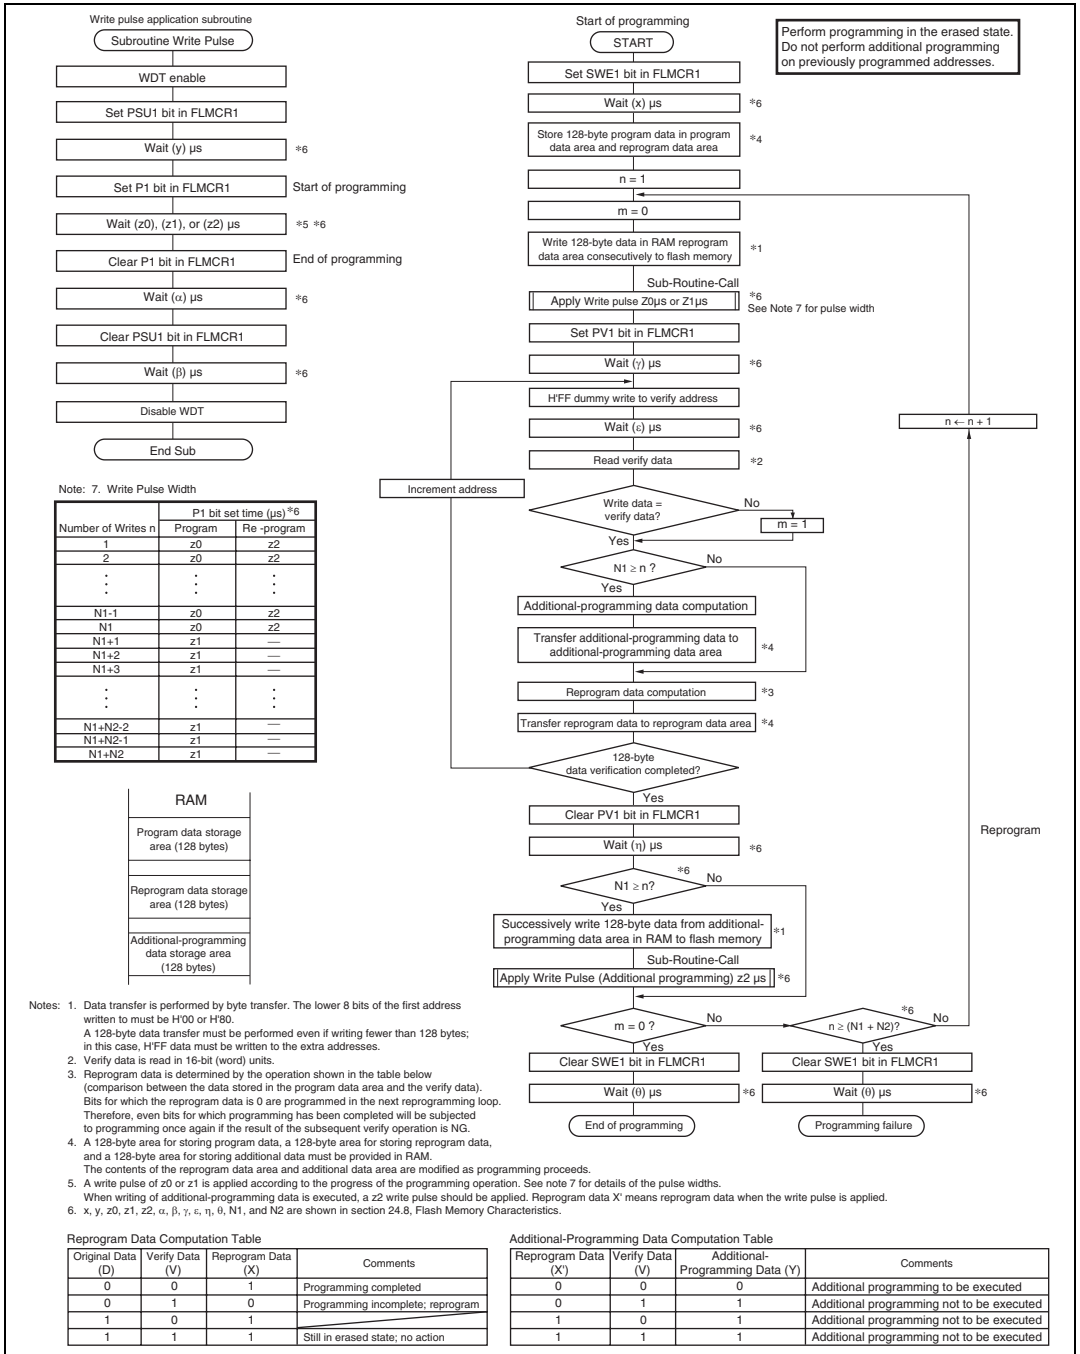 Write pulse application subroutine
Subroutine Write Pulse
WDT enable
Set PSU1 bit in FLMCR1
Wait (y) µs
*6
Set P1 bit in FLMCR1
Start of programming
Wait (z0), (z1), or (z2) µs
*5 *6
Clear P1 bit in FLMCR1
End of programming
Wait (α) µs
*6
Clear PSU1 bit in FLMCR1
Wait (β) µs
*6
Disable WDT
End Sub
Note: 7. Write Pulse Width
Number of Writes n
P1 bit set time (µs)*6
Program
Re -program
1 z0 z2
2 z0 z2
N1-1 z0 z2
N1 z0 z2
N1+1 z1 —
N1+2 z1 —
N1+3 z1 —
N1+N2-2 z1 —
N1+N2-1 z1 —
N1+N2 z1 —
RAM
Program data storage
area (128 bytes)
Reprogram data storage
area (128 bytes)
Additional-programming
data storage area
(128 bytes)
Start of programming
START
Perform programming in the erased state.
Do not perform additional programming
on previously programmed addresses.
Set SWE1 bit in FLMCR1
Wait (x) µs
*6
Store 128-byte program data in program
data area and reprogram data area
*4
n = 1
m = 0
Write 128-byte data in RAM reprogram
data area consecutively to flash memory
*1
Sub-Routine-Call
Apply Write pulse Z0µs or Z1µs
*6
See Note 7 for pulse width
Set PV1 bit in FLMCR1
Wait (γ) µs
*6
H'FF dummy write to verify address
Wait (ε) µs
*6
Read verify data
*2
Increment address
n ← n + 1
Write data =
verify data?
No
m = 1
Yes
N1 ≥ n ?
No
Yes
Additional-programming data computation
Transfer additional-programming data to
additional-programming data area
*4
Reprogram data computation
*3
Transfer reprogram data to reprogram data area
*4
128-byte
data verification completed?
Yes
Clear PV1 bit in FLMCR1
Reprogram
Wait (η) µs
*6
N1 ≥ n?
*6
No
Yes
Successively write 128-byte data from additional-
programming data area in RAM to flash memory
*1
Sub-Routine-Call
Apply Write Pulse (Additional programming) z2 µs
*6
m = 0 ?
No
n ≥ (N1 + N2)?
*6
No
Yes
Yes
Clear SWE1 bit in FLMCR1
Clear SWE1 bit in FLMCR1
Wait (θ) µs
*6
Wait (θ) µs
*6
End of programming
Programming failure
Notes: 1. Data transfer is performed by byte transfer. The lower 8 bits of the first address
written to must be H'00 or H'80.
A 128-byte data transfer must be performed even if writing fewer than 128 bytes;
in this case, H'FF data must be written to the extra addresses.
2. Verify data is read in 16-bit (word) units.
3. Reprogram data is determined by the operation shown in the table below
(comparison between the data stored in the program data area and the verify data).
Bits for which the reprogram data is 0 are programmed in the next reprogramming loop.
Therefore, even bits for which programming has been completed will be subjected
to programming once again if the result of the subsequent verify operation is NG.
4. A 128-byte area for storing program data, a 128-byte area for storing reprogram data,
and a 128-byte area for storing additional data must be provided in RAM.
The contents of the reprogram data area and additional data area are modified as programming proceeds.
5. A write pulse of z0 or z1 is applied according to the progress of the programming operation. See note 7 for details of the pulse widths.
When writing of additional-programming data is executed, a z2 write pulse should be applied. Reprogram data X' means reprogram data when the write pulse is applied.
6. x, y, z0, z1, z2, α, β, γ, ε, η, θ, N1, and N2 are shown in section 24.8, Flash Memory Characteristics.
Reprogram Data Computation Table
Original Data (D) Verify Data (V) Reprogram Data (X) Comments
0 0 1 Programming completed
0 1 0 Programming incomplete; reprogram
1 0 1
1 1 1 Still in erased state; no action
Additional-Programming Data Computation Table
Reprogram Data (X') Verify Data (V) Additional-Programming Data (Y) Comments
0 0 0 Additional programming to be executed
0 1 1 Additional programming not to be executed
1 0 1 Additional programming not to be executed
1 1 1 Additional programming not to be executed